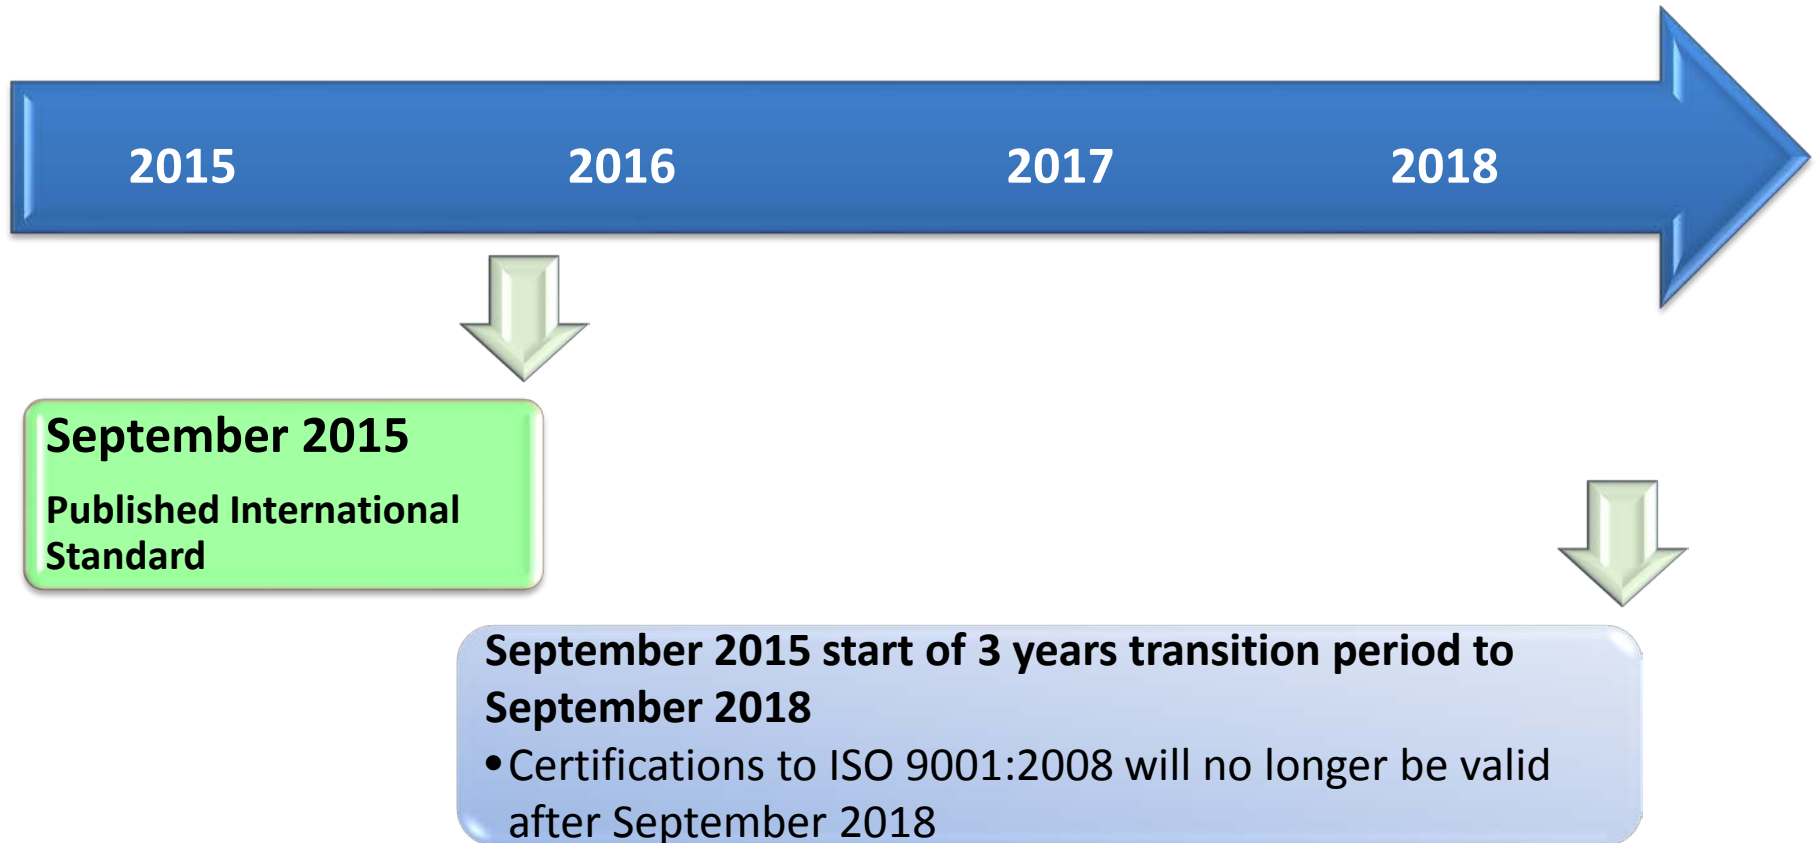 2015 2016 2017 2018
September 2015
Published International
Standard
September 2015 start of 3 years transition period to
September 2018
•Certifications to ISO 9001:2008 will no longer be valid
after September 2018